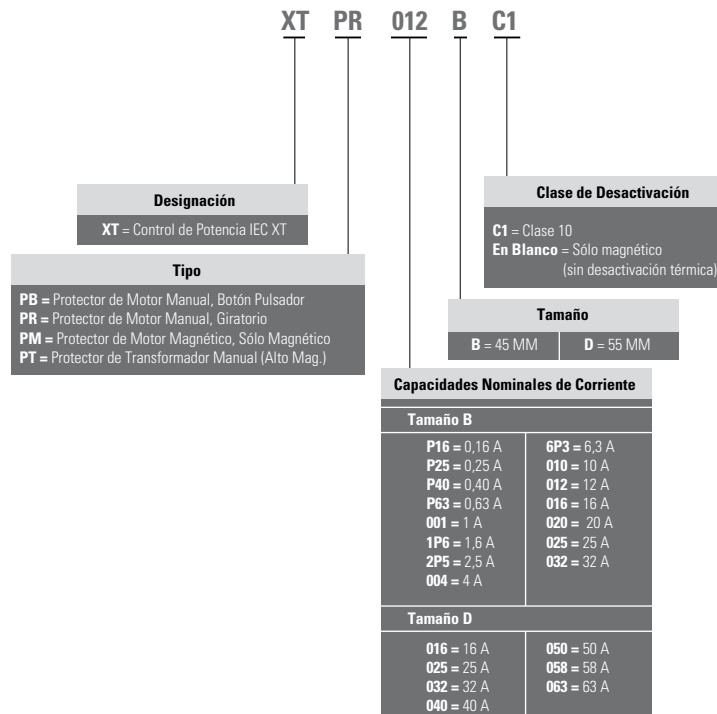 XT PR 012 B C1
Designación
XT = Control de Potencia IEC XT
Clase de Desactivación
C1 = Clase 10
En Blanco = Sólo magnético
(sin desactivación térmica)
Tipo
PB = Protector de Motor Manual, Botón Pulsador
PR = Protector de Motor Manual, Giratorio
PM = Protector de Motor Magnético, Sólo Magnético
PT = Protector de Transformador Manual (Alto Mag.)
Tamaño
B = 45 MM D = 55 MM
Capacidades Nominales de Corriente
Tamaño B
P16 = 0,16 A
P25 = 0,25 A
P40 = 0,40 A
P63 = 0,63 A
001 = 1 A
1P6 = 1,6 A
2P5 = 2,5 A
004 = 4 A
6P3 = 6,3 A
010 = 10 A
012 = 12 A
016 = 16 A
020 = 20 A
025 = 25 A
032 = 32 A
Tamaño D
016 = 16 A
025 = 25 A
032 = 32 A
040 = 40 A
050 = 50 A
058 = 58 A
063 = 63 A